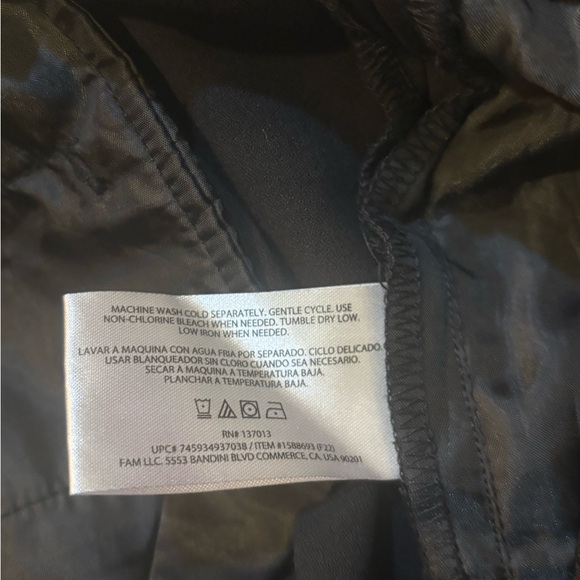 MACHINE WASH COLD SEPARATELY. GENTLE CYCLE. USE
NON-CHLORINE BLEACH WHEN NEEDED. TUMBLE DRY LOW.
LOW IRON WHEN NEEDED.
LAVAR A MAQUINA CON AGUA FRIA POR SEPARADO. CICLO DELICADO.
USAR BLANQUEADOR SIN CLORO CUANDO SEA NECESARIO.
SECAR A MAQUINA A TEMPERATURA BAJA.
PLANCHAR A TEMPERATURA BAJA.
RN# 137013
UPC# 745934937038 / ITEM #1588693 (F22)
FAM LLC. 5553 BANDINI BLVD COMMERCE, CA. USA 90201